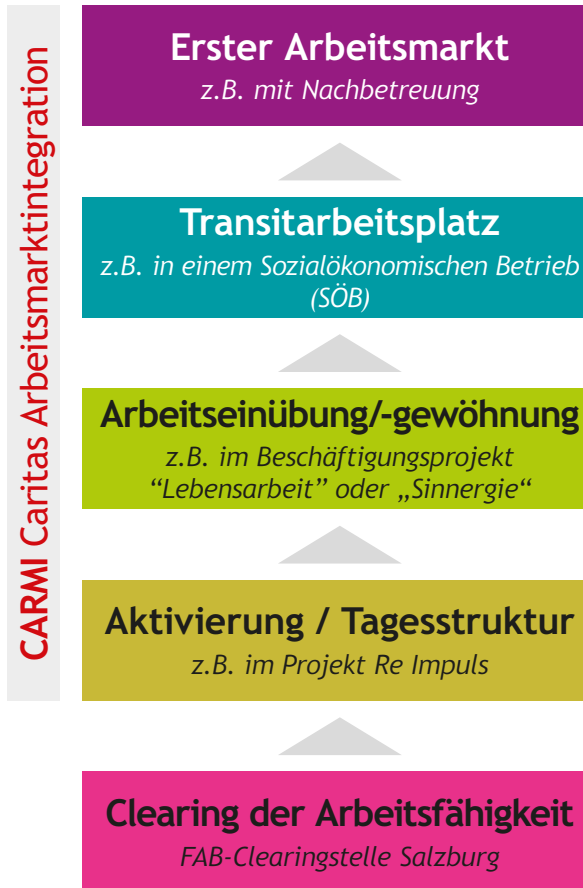 CARMI Caritas Arbeitsmarktintegration
Erster Arbeitsmarkt
z.B. mit Nachbetreuung
Transitarbeitsplatz
z.B. in einem Sozialökonomischen Betrieb
(SÖB)
Arbeitseinübung/-gewöhnung
z.B. im Beschäftigungsprojekt
“Lebensarbeit” oder „Sinnergie“
Aktivierung / Tagesstruktur
z.B. im Projekt Re Impuls
Clearing der Arbeitsfähigkeit
FAB-Clearingstelle Salzburg